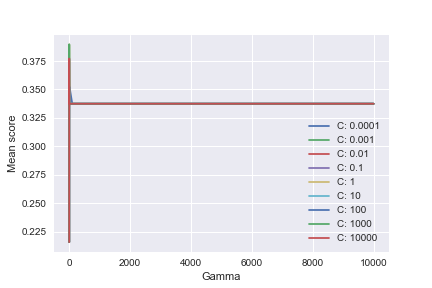 0.375
0.350
0.325
0.300
0.275
0.250
0.225
Mean score
C: 0.0001
C: 0.001
C: 0.01
C: 0.1
C: 1
C: 10
C: 100
C: 1000
C: 10000
0 2000 4000 6000 8000 10000
Gamma